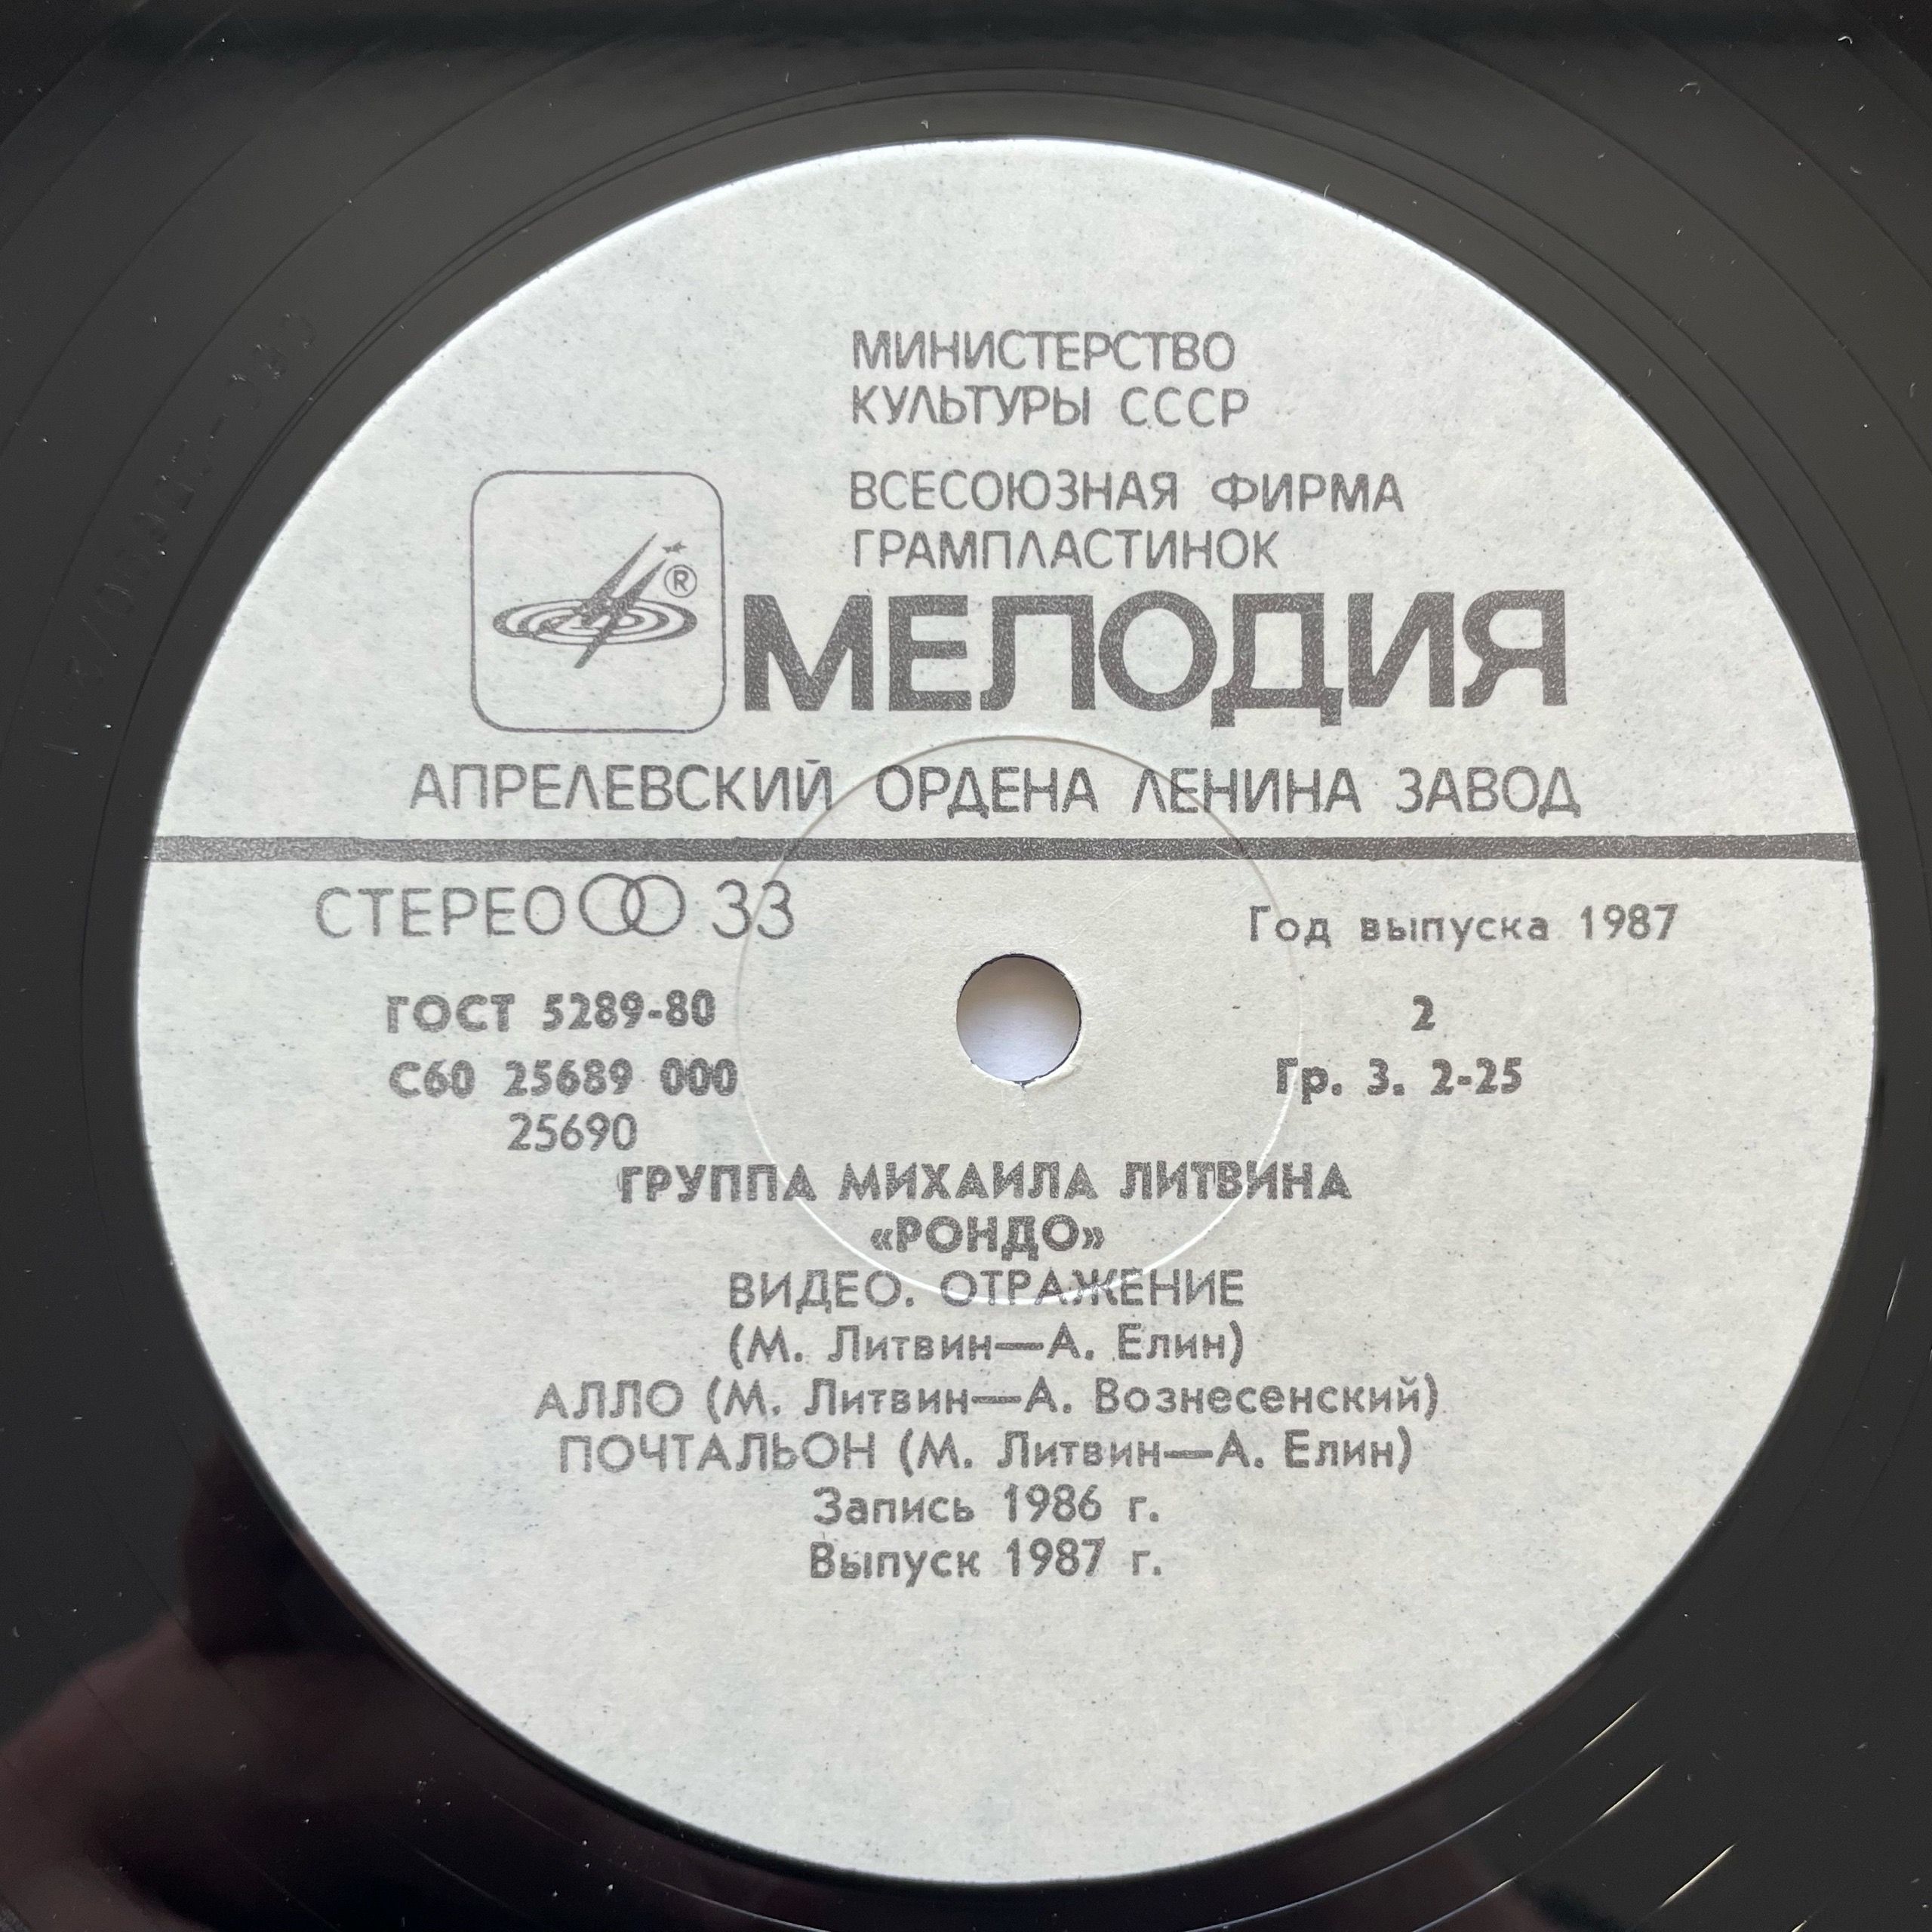 МИНИСТЕРСТВО
КУЛЬТУРЫ СССР
ВСЕСОЮЗНАЯ ФИРМА
ГРАМПЛАСТИНОК
®
МЕЛОДИЯ
АПРЕЛЕВСКИЙ ОРДЕНА ЛЕНИНА ЗАВОД
СТЕРЕО 33
Год выпуска 1987
ГОСТ 5289-80
2
С60 25689 000
Гр. 3. 2-25
25690
ГРУППА МИХАИЛА ЛИТВИНА
«РОНДО»
ВИДЕО. ОТРАЖЕНИЕ
(М. Литвин—А. Елин)
АЛЛО (М. Литвин—А. Вознесенский)
ПОЧТАЛЬОН (М. Литвин—А. Елин)
Запись 1986 г.
Выпуск 1987 г.